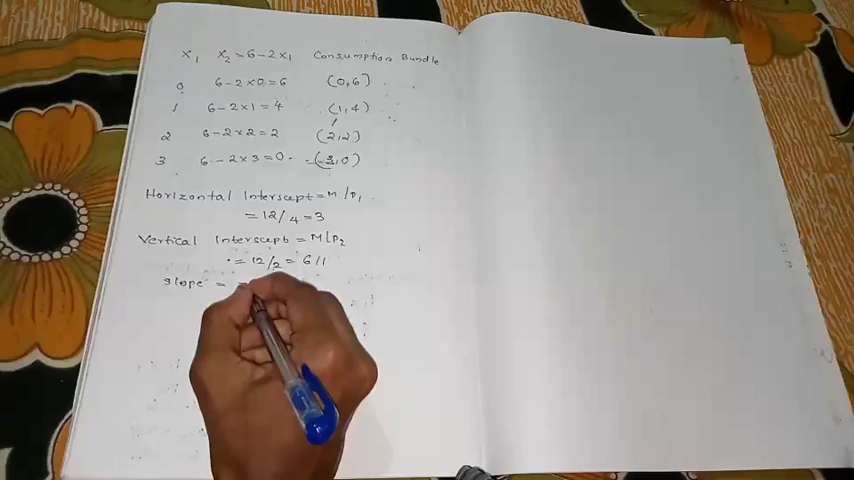 x₁ x₂ = 6-2x₁ Consumption Bundle
0 6-2×0=6 (0,6)
1 6-2×1=4 (1,4)
2 6-2×2=2 (2,2)
3 6-2×3=0 (3,0)
Horizontal Intercept = M/P₁
= 12/4 = 3
Vertical Intercept = M/P₂
= 12/2 = 6//
Slope =